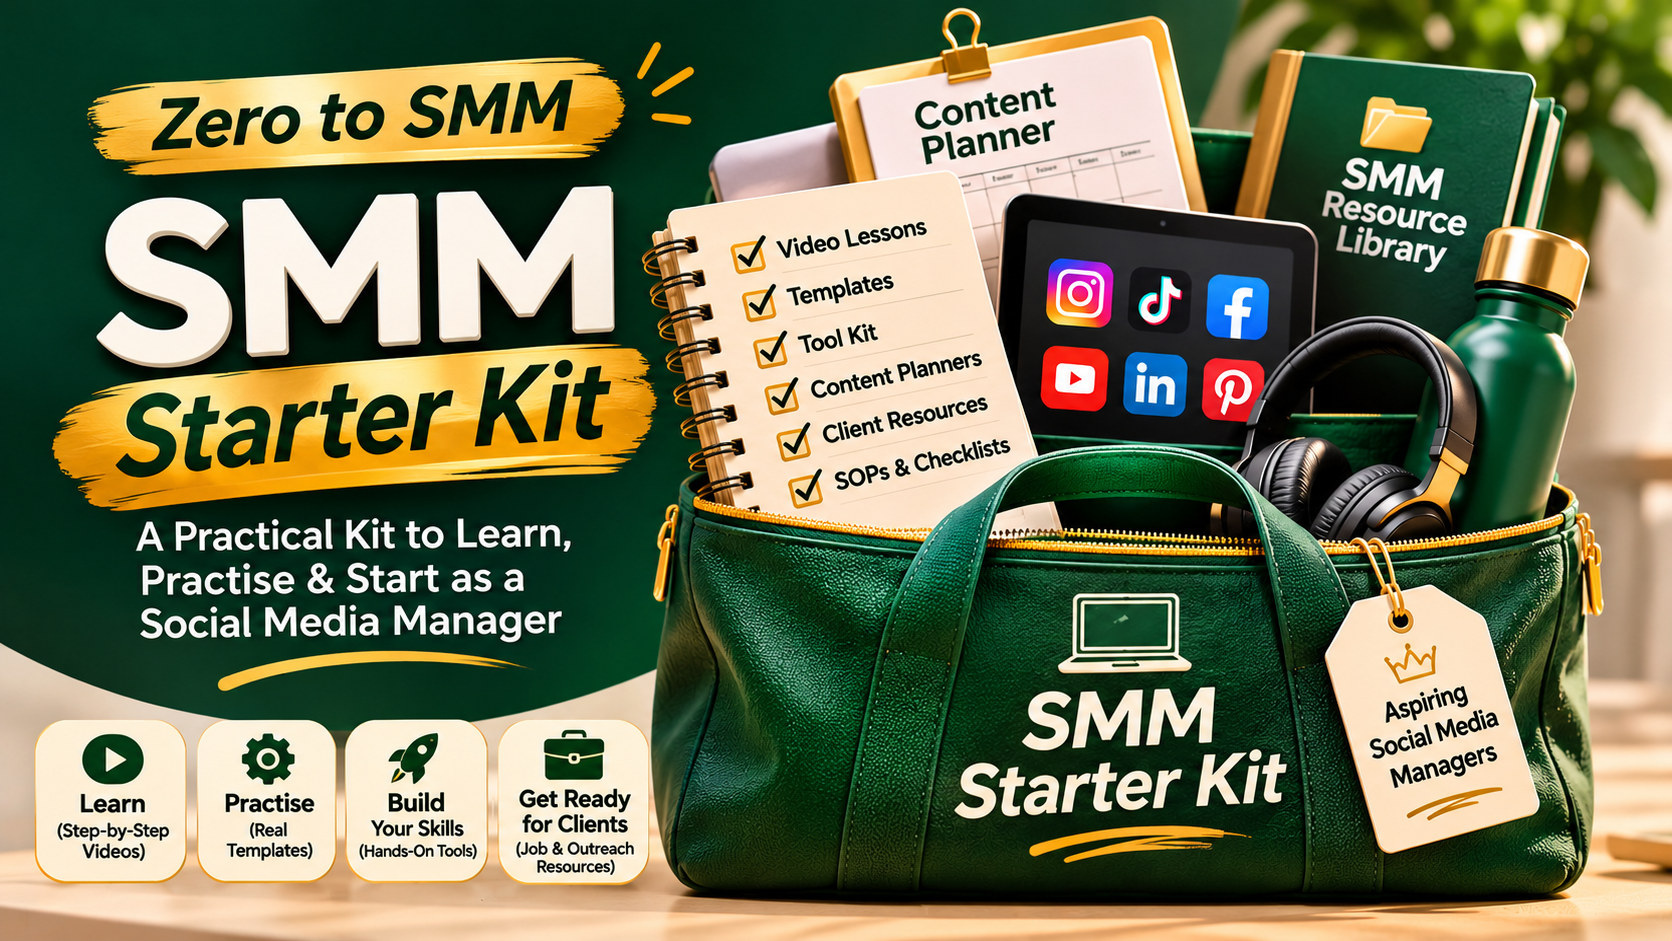 Zero to SMM
SMM
Starter Kit
A Practical Kit to Learn,
Practise & Start as a
Social Media Manager
Learn
(Step-by-Step
Videos)
Practise
(Real
Templates)
Build
Your Skills
(Hands-On Tools)
Get Ready
for Clients
(Job & Outreach
Resources)
Content
Planner
Video Lessons
Templates
Tool Kit
Content Planners
Client Resources
SOPs & Checklists
in
SMM
Resource
Library
SMM
Starter Kit
Aspiring
Social Media
Managers